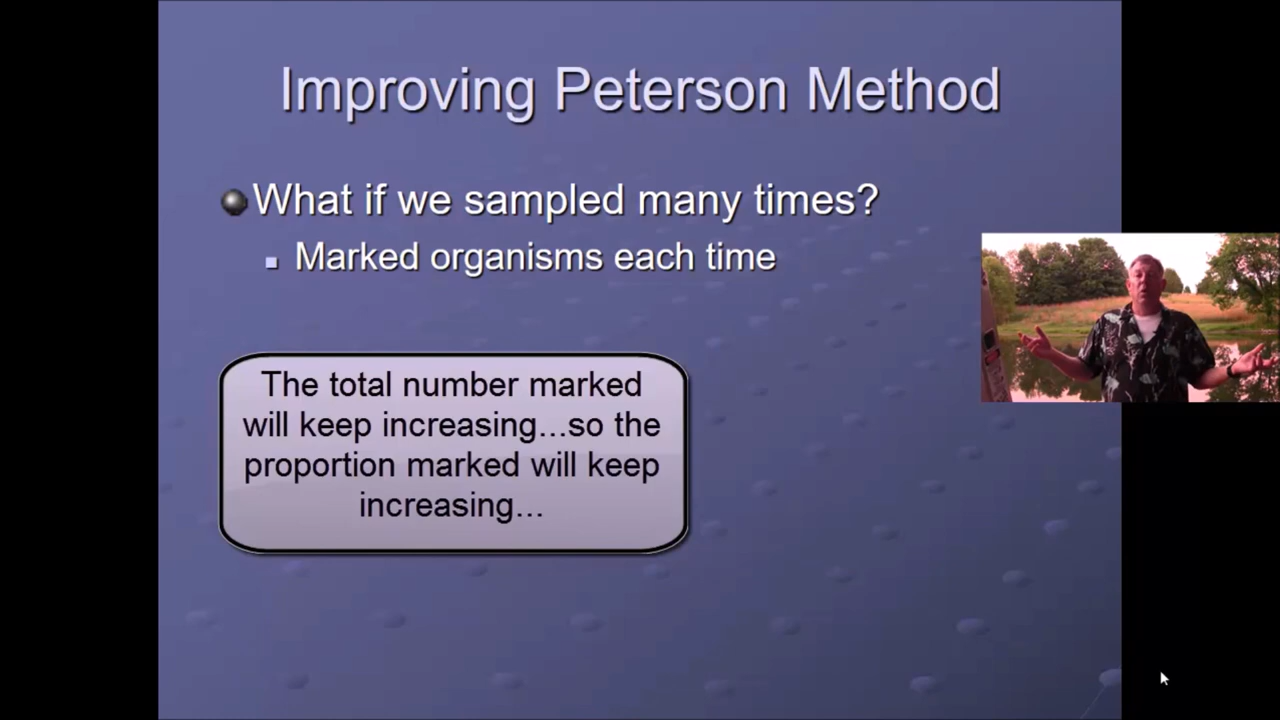 Improving Peterson Method
What if we sampled many times?
Marked organisms each time
The total number marked
will keep increasing...so the
proportion marked will keep
increasing...